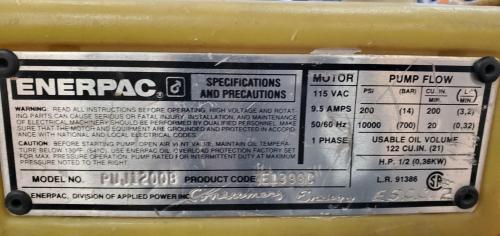 ENERPAC® SPECIFICATIONS AND PRECAUTIONS
WARNING: READ ALL INSTRUCTIONS BEFORE OPERATING. HIGH VOLTAGE AND ROTAT-
ING PARTS CAN CAUSE SERIOUS OR FATAL INJURY. INSTALLATION AND MAINTENANCE
OF ELECTRICAL MACHINERY SHOULD BE PERFORMED BY QUALIFIED PERSONNEL. MAKE
SURE THE MOTOR AND EQUIPMENT ARE GROUNDED AND PROTECTED IN ACCORDANCE
WITH NATIONAL AND LOCAL ELECTRICAL CODES.
CAUTION: BEFORE STARTING PUMP, OPEN AIR VENT VALVE. MAINTAIN OIL TEMPERA-
TURE BELOW 130°F (54°C). USE ENERPAC OIL. OVERLOAD PROTECTION FACTORY SET
FOR MAX. PRESSURE OPERATION. PUMP RATED FOR INTERMITTENT DUTY AT MAXIMUM
PRESSURE NOTED TO THE RIGHT.
MODEL NO. PUJ1200B PRODUCT CODE
ENERPAC, DIVISION OF APPLIED POWER INC. Consumers Energy
MOTOR
115 VAC
9.5 AMPS
50/60 Hz
1 PHASE
PUMP FLOW
PSI (BAR) CU. IN. MIN.
200 (14) 200 (3,2)
10000 (700) 20 (0,32)
USABLE OIL VOLUME
122 CU.IN. (21)
H.P. 1/2 (0,36KW)
L.R. 91386